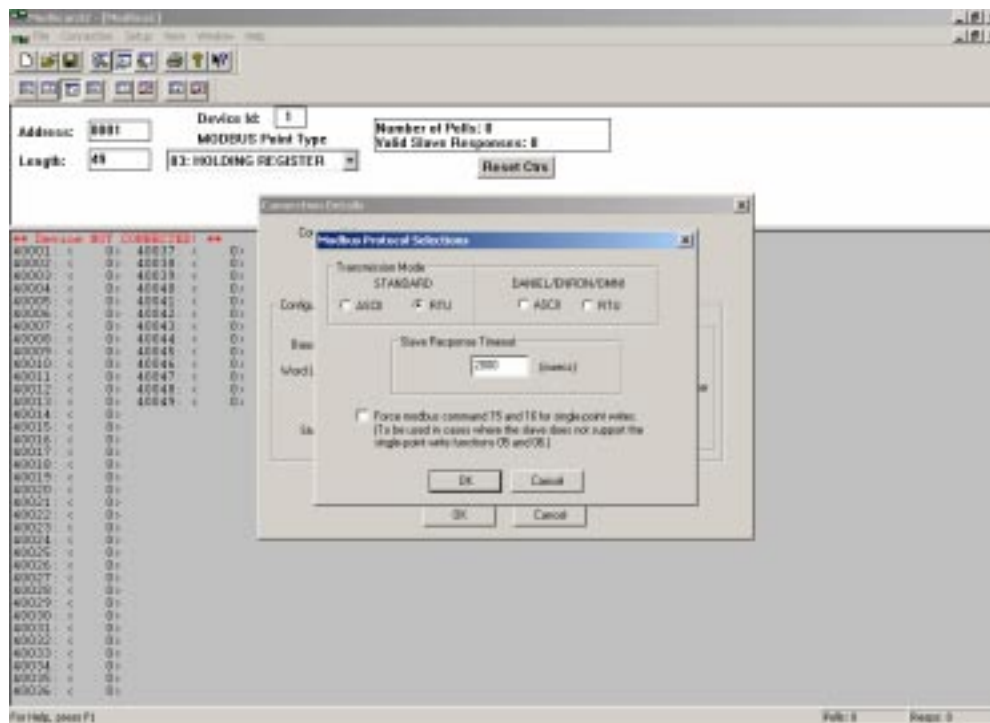 File Connection Setup View Window Help
Address: 0001
Device Id: 1
MODBUS Point Type
Length: 49
03: HOLDING REGISTER
Number of Polls: 0
Valid Slave Responses: 0
Reset Ctrs
Connection Details
Modbus Protocol Selections
Transmission Mode
STANDARD
DANIEL/ENRON/OMNI
ASCII
RTU
ASCII
RTU
Slave Response Timeout
(msecs)
Force modbus command 15 and 16 for single-point writes.
(To be used in cases where the slave does not support the
single-point write functions 05 and 06.)
OK
Cancel
OK
Cancel
** Device NOT CONNECTED! **
40001: < 0> 40037: < 0>
40002: < 0> 40038: < 0>
40003: < 0> 40039: < 0>
40004: < 0> 40040: < 0>
40005: < 0> 40041: < 0>
40006: < 0> 40042: < 0>
40007: < 0> 40043: < 0>
40008: < 0> 40044: < 0>
40009: < 0> 40045: < 0>
40010: < 0> 40046: < 0>
40011: < 0> 40047: < 0>
40012: < 0> 40048: < 0>
40013: < 0> 40049: < 0>
40014: < 0>
40015: < 0>
40016: < 0>
40017: < 0>
40018: < 0>
40019: < 0>
40020: < 0>
40021: < 0>
40022: < 0>
40023: < 0>
40024: < 0>
40025: < 0>
40026: < 0>
40027: < 0>
40028: < 0>
40029: < 0>
40030: < 0>
40031: < 0>
40032: < 0>
40033: < 0>
40034: < 0>
40035: < 0>
40036: < 0>
For Help, press F1
Polls: 0
Resps: 0